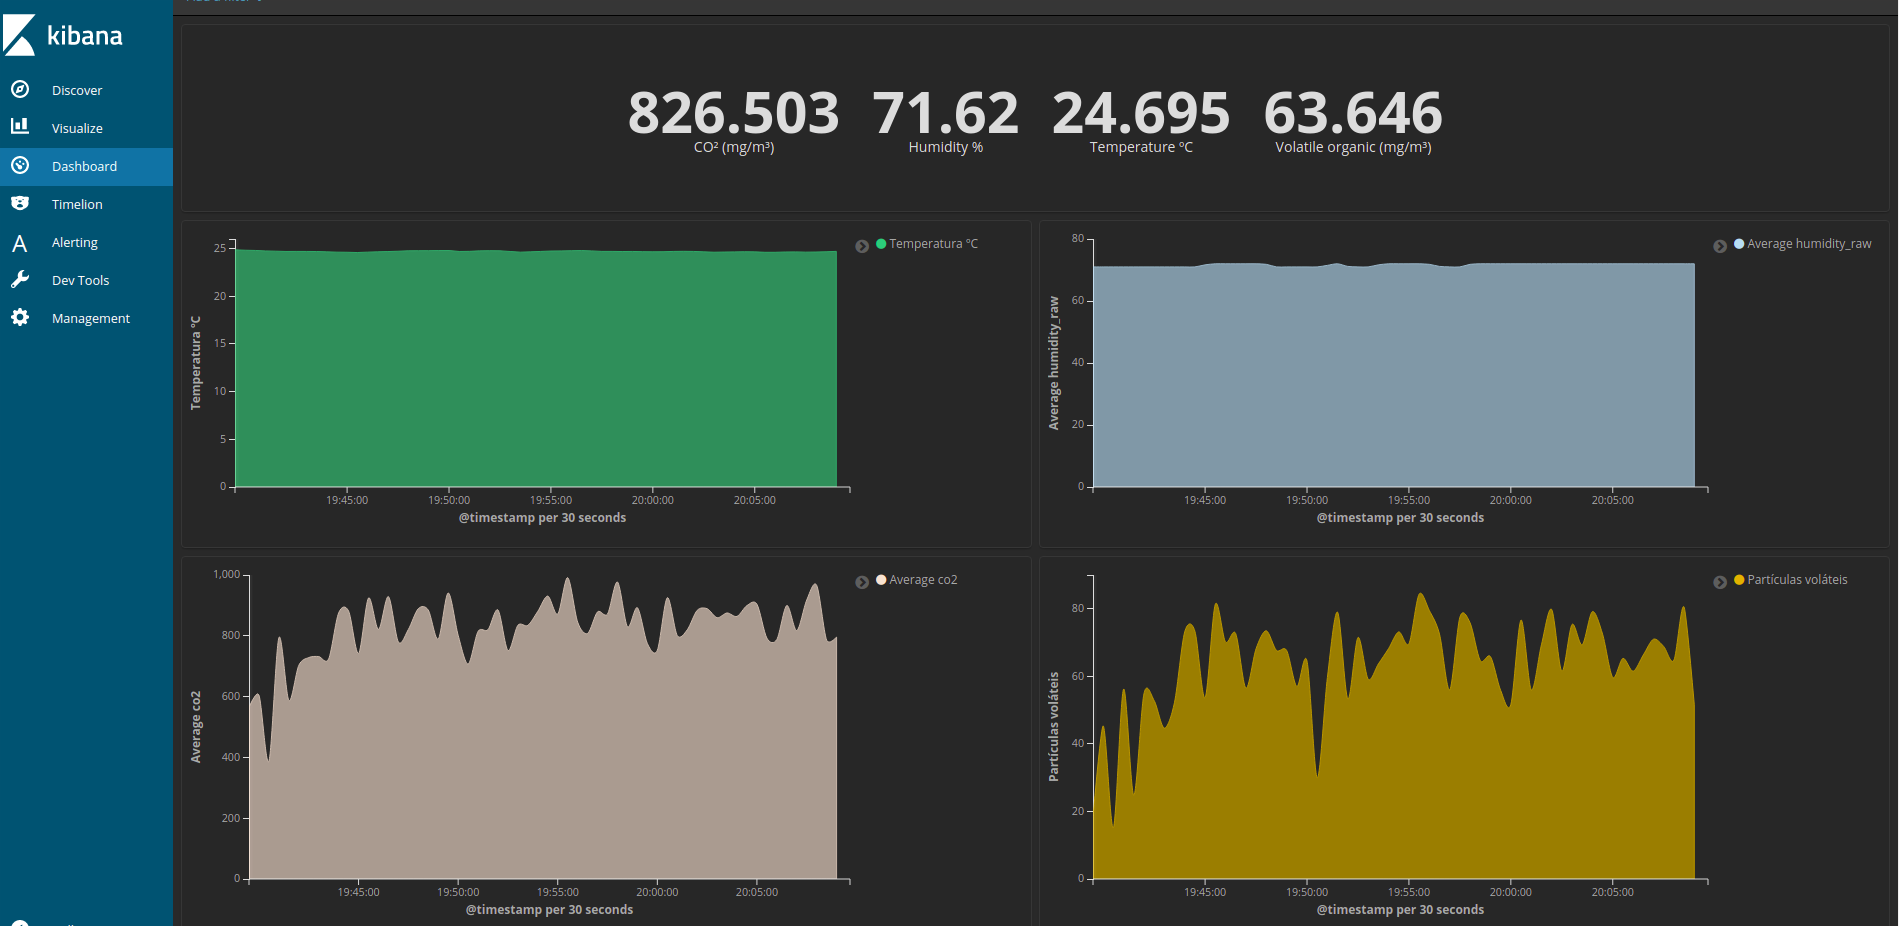 kibana
Discover
Visualize
Dashboard
Timelion
Alerting
Dev Tools
Management
826.503 71.62 24.695 63.646
CO² (mg/m³) Humidity % Temperature ºC Volatile organic (mg/m³)
Temperatura ºC
25
20
15
10
5
0
Temperatura ºC
19:45:00 19:50:00 19:55:00 20:00:00 20:05:00
@timestamp per 30 seconds
Average humidity_raw
80
60
40
20
0
Average humidity_raw
19:45:00 19:50:00 19:55:00 20:00:00 20:05:00
@timestamp per 30 seconds
Average co2
1,000
800
600
400
200
0
Average co2
19:45:00 19:50:00 19:55:00 20:00:00 20:05:00
@timestamp per 30 seconds
Partículas voláteis
80
60
40
20
0
Partículas voláteis
19:45:00 19:50:00 19:55:00 20:00:00 20:05:00
@timestamp per 30 seconds